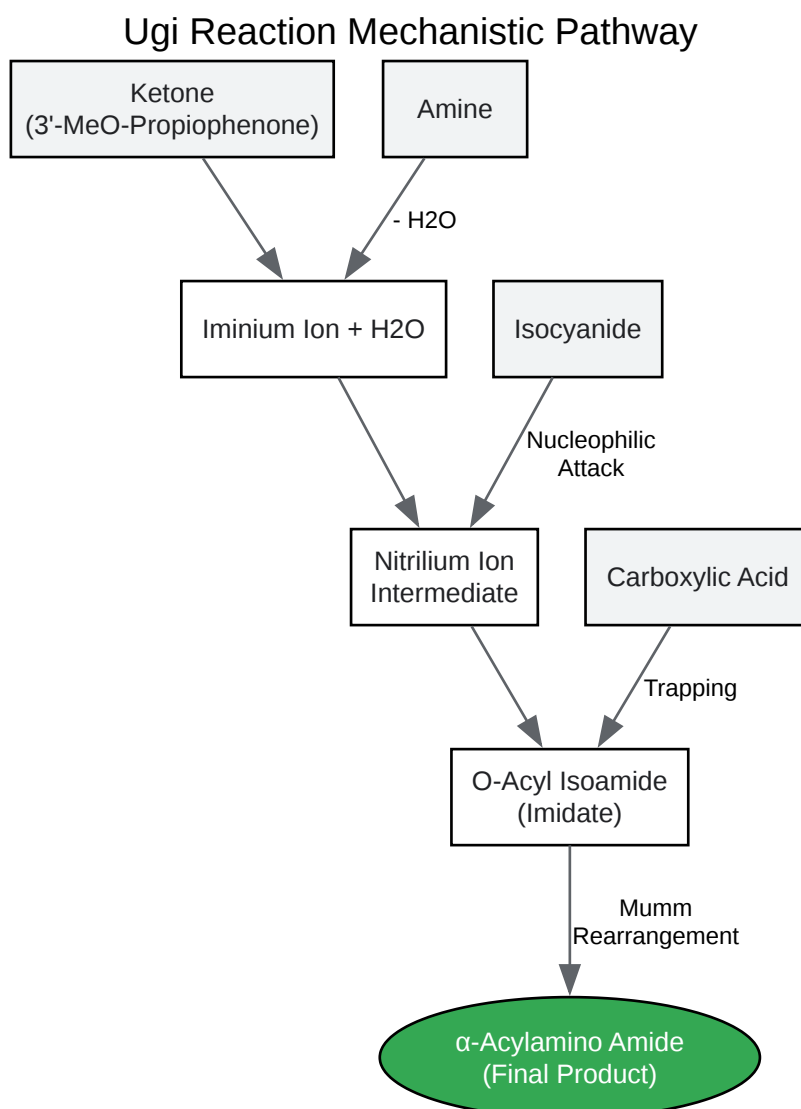 Ugi Reaction Mechanistic Pathway
Ketone
(3'-MeO-Propiophenone)
Amine
- H2O
Iminium Ion + H2O
Isocyanide
Nucleophilic
Attack
Nitrilium Ion
Intermediate
Carboxylic Acid
Trapping
O-Acyl Isoamide
(Imidate)
Mumm
Rearrangement
α-Acylamino Amide
(Final Product)